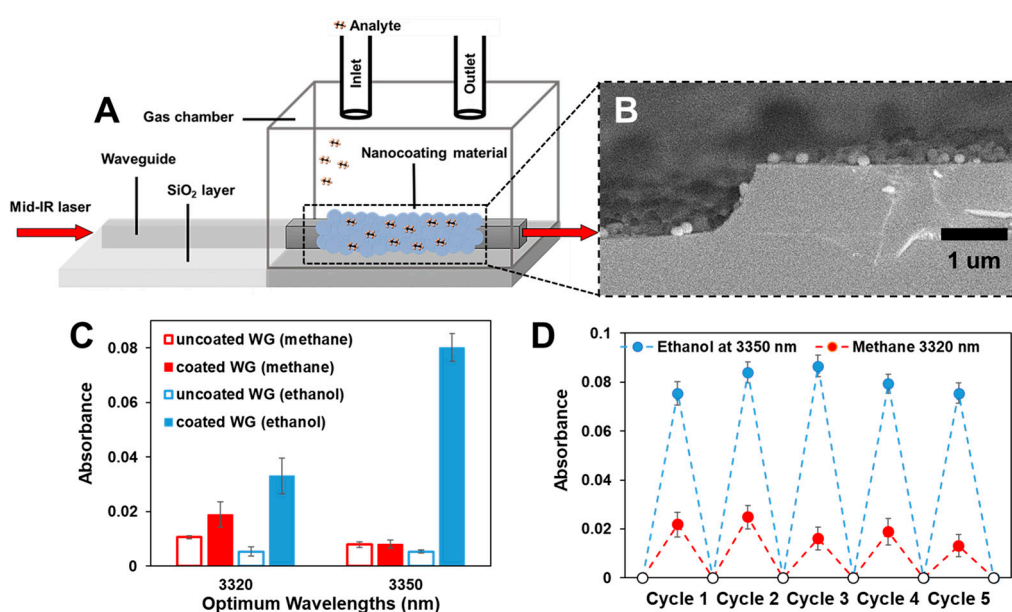 Analyte
Inlet
Outlet
A
Gas chamber
Nanocoating material
Waveguide
SiO₂ layer
Mid-IR laser
B
1 um
C
uncoated WG (methane)
coated WG (methane)
uncoated WG (ethanol)
coated WG (ethanol)
0.08
0.06
0.04
0.02
0
Absorbance
3320
3350
Optimum Wavelengths (nm)
D
Ethanol at 3350 nm
Methane 3320 nm
0.1
0.08
0.06
0.04
0.02
0
Absorbance
Cycle 1 Cycle 2 Cycle 3 Cycle 4 Cycle 5